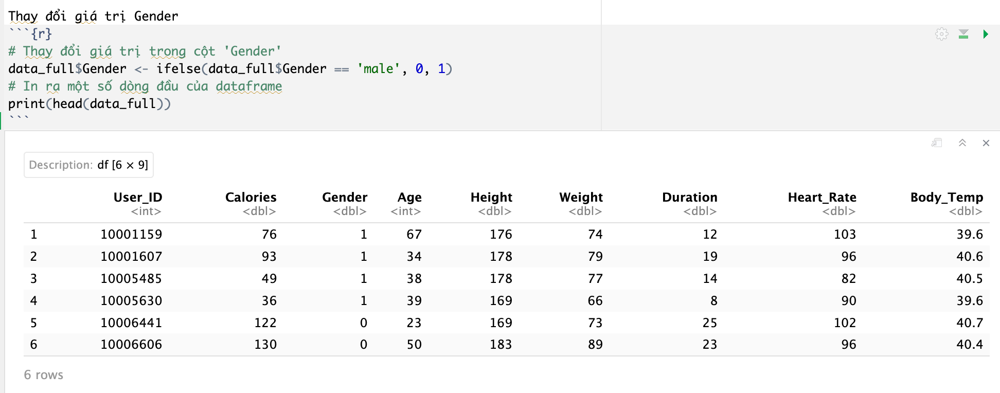 Thay đổi giá trị Gender
```{r}
# Thay đổi giá trị trong cột 'Gender'
data_full$Gender <- ifelse(data_full$Gender == 'male', 0, 1)
# In ra một số dòng đầu của dataframe
print(head(data_full))
```
Description: df [6 × 9]
User_ID Calories Gender Age Height Weight Duration Heart_Rate Body_Temp
<int> <dbl> <dbl> <int> <dbl> <dbl> <dbl> <dbl> <dbl>
1 10001159 76 1 67 176 74 12 103 39.6
2 10001607 93 1 34 178 79 19 96 40.6
3 10005485 49 1 38 178 77 14 82 40.5
4 10005630 36 1 39 169 66 8 90 39.6
5 10006441 122 0 23 169 73 25 102 40.7
6 10006606 130 0 50 183 89 23 96 40.4
6 rows